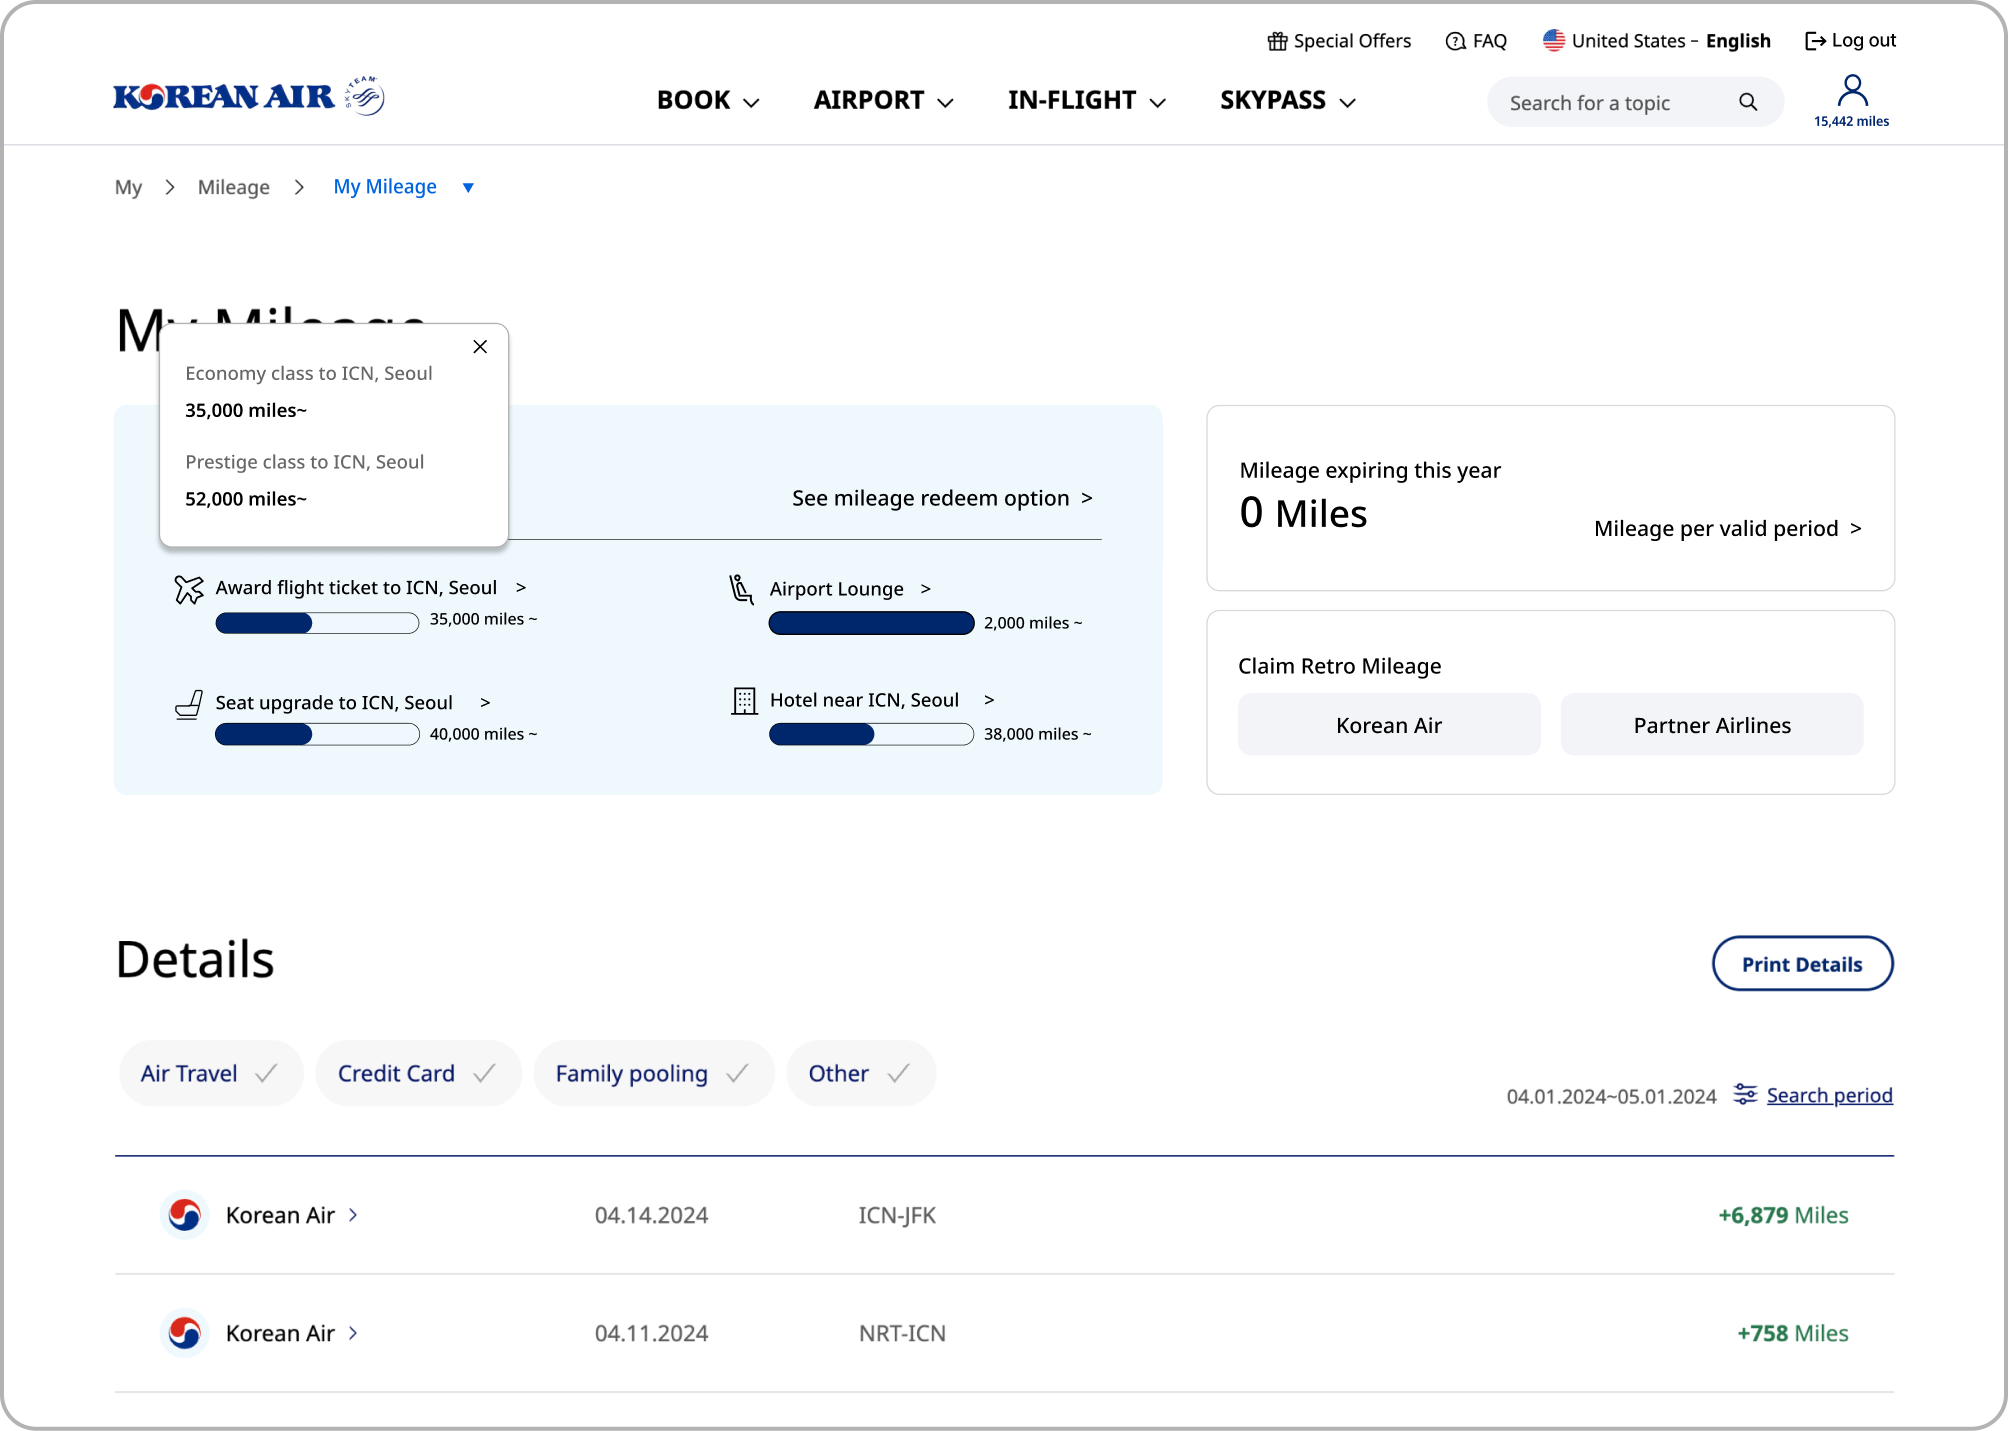 Special Offers
FAQ
United States - English
Log out
KOREAN AIR
SKYTEAM
BOOK
AIRPORT
IN-FLIGHT
SKYPASS
Search for a topic
15,442 miles
My > Mileage > My Mileage ▼
My Mileage
Economy class to ICN, Seoul
35,000 miles~
Prestige class to ICN, Seoul
52,000 miles~
See mileage redeem option >
Award flight ticket to ICN, Seoul >
35,000 miles ~
Airport Lounge >
2,000 miles ~
Seat upgrade to ICN, Seoul >
40,000 miles ~
Hotel near ICN, Seoul >
38,000 miles ~
Mileage expiring this year
0 Miles
Mileage per valid period >
Claim Retro Mileage
Korean Air
Partner Airlines
Details
Print Details
Air Travel
Credit Card
Family pooling
Other
04.01.2024~05.01.2024
Search period
Korean Air > 04.14.2024 ICN-JFK +6,879 Miles
Korean Air > 04.11.2024 NRT-ICN +758 Miles